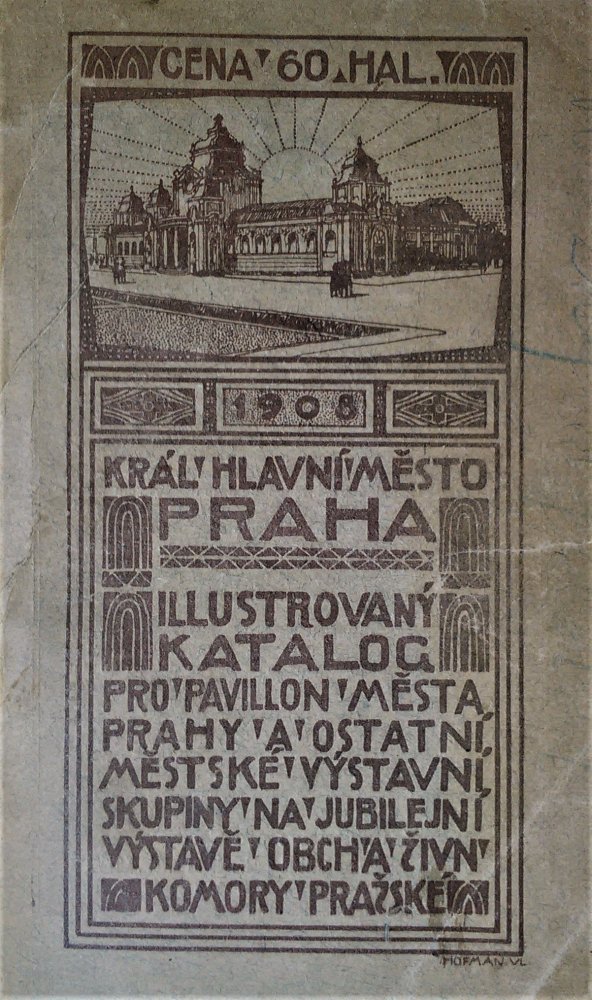 CENA 60 HAL.
1908
KRÁL' HLAVNÍ MĚSTO
PRAHA
ILLUSTROVANÝ
KATALOG
PRO PAVILLON MĚSTA
PRAHY A OSTATNÍ
MĚSTSKÉ VÝSTAVNÍ
SKUPINY NA JUBILEJNÍ
VÝSTAVĚ OBCH' A ŽIVN'
KOMORY PRAŽSKÉ
HOFMAN VL.